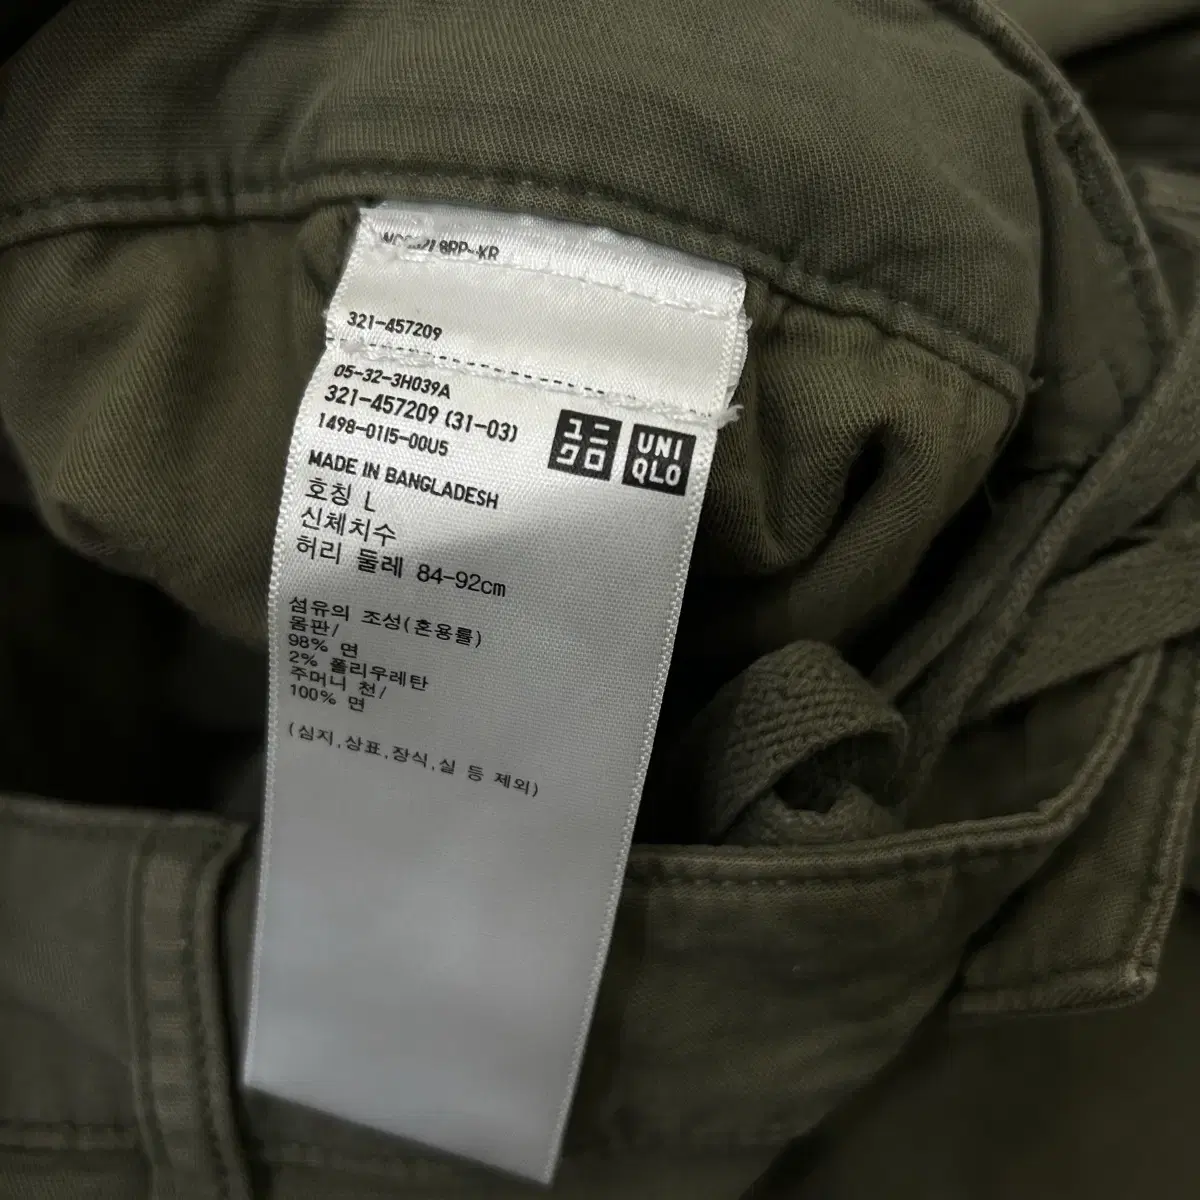 321-457209
05-32-3H039A
321-457209 (31-03)
1498-0115-00U5
ユニ
クロ
UNI
QLO
MADE IN BANGLADESH
호칭 L
신체치수
허리 둘레 84-92cm
섬유의 조성(혼용률)
몸판/
98% 면
2% 폴리우레탄
주머니 천/
100% 면
(심지,상표,장식,실 등 제외)